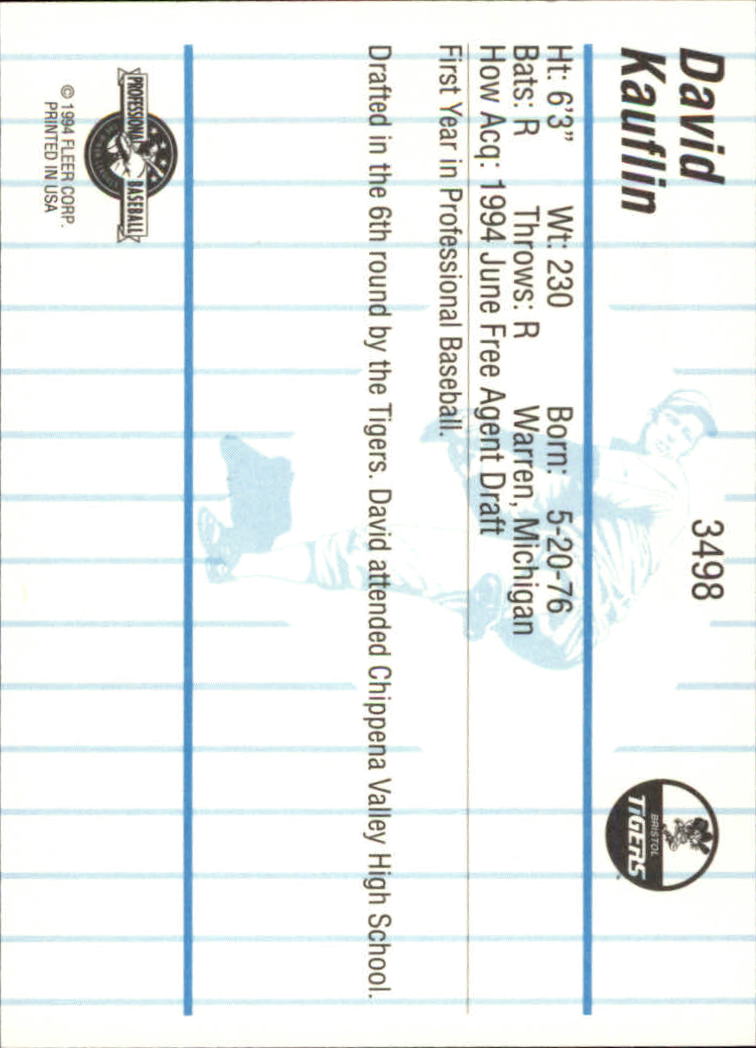 David
Kauflin
3498
BRISTOL
TIGERS
Ht: 6'3" Wt: 230 Born: 5-20-76
Bats: R Throws: R Warren, Michigan
How Acq: 1994 June Free Agent Draft
First Year in Professional Baseball.
Drafted in the 6th round by the Tigers. David attended Chippena Valley High School.
PROFESSIONAL BASEBALL
© 1994 FLEER CORP.
PRINTED IN USA